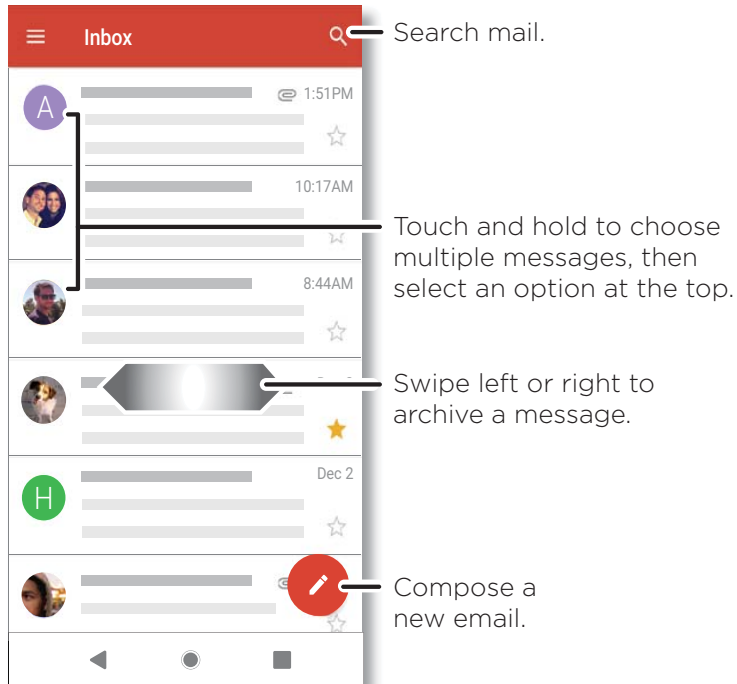 Inbox
Search mail.
A
1:51PM
10:17AM
Touch and hold to choose
multiple messages, then
select an option at the top.
8:44AM
Swipe left or right to
archive a message.
H
Dec 2
Compose a
new email.